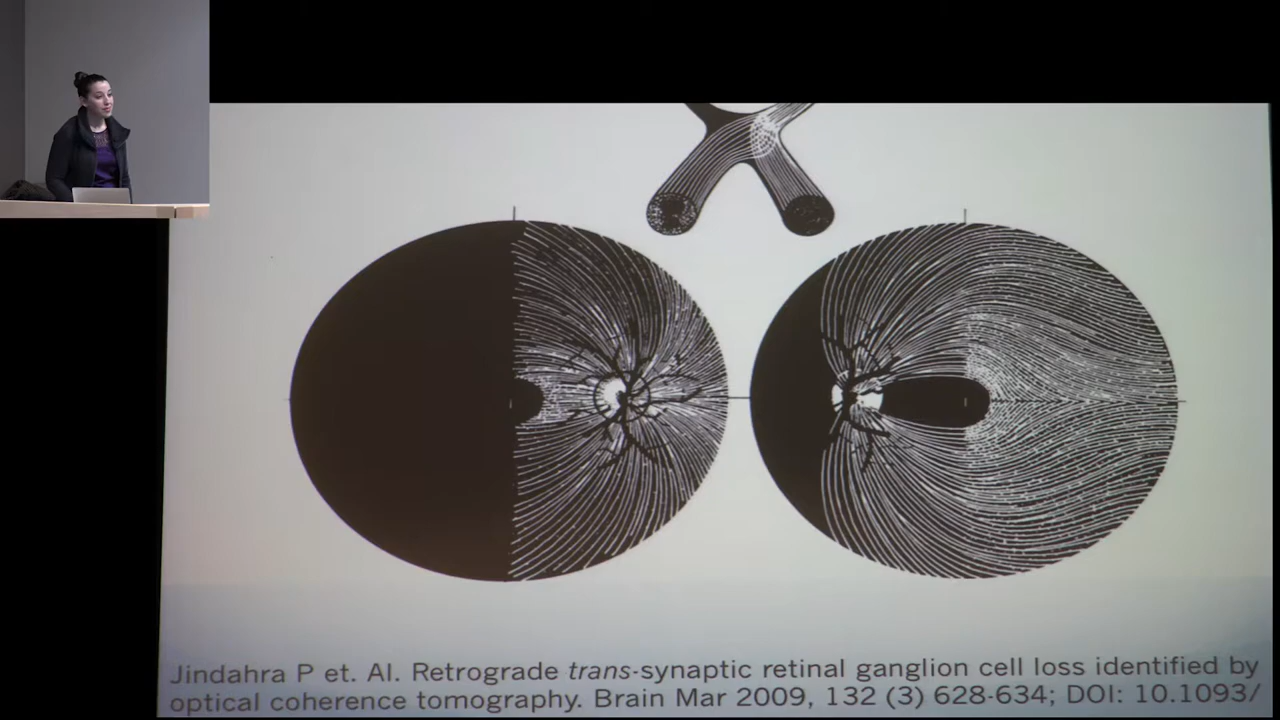 Jindahra P et. Al. Retrograde trans-synaptic retinal ganglion cell loss identified by
optical coherence tomography. Brain Mar 2009, 132 (3) 628-634; DOI: 10.1093/